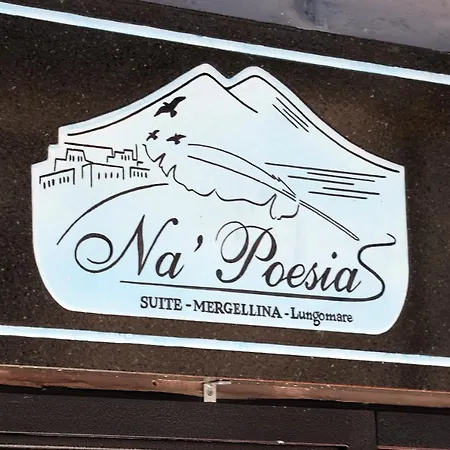 Na' Poesia
SUITE - MERGELLINA - Lungomare